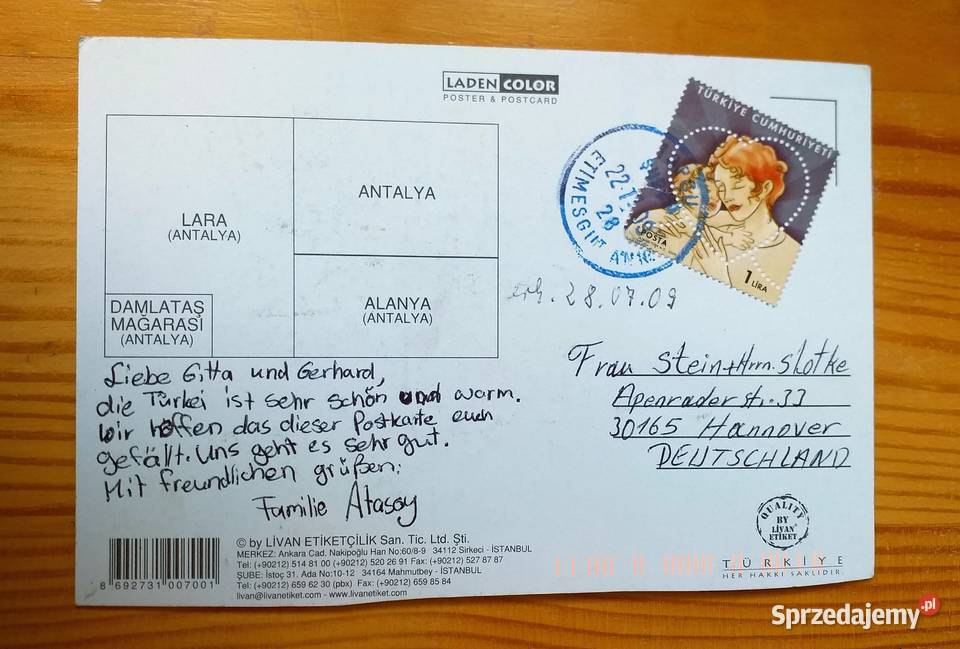 LADEN COLOR
POSTER & POSTCARD
TÜRKİYE CUMHURİYETİ
POSTA
1 LİRA
ETİMESGUT
28
LARA
(ANTALYA)
ANTALYA
DAMLATAŞ
MAĞARASI
(ANTALYA)
ALANYA
(ANTALYA)
erh. 28.07.09
Liebe Gitta und Gerhard,
die Türkei ist sehr schön und warm.
Wir hoffen das dieser Postkarte euch
gefällt. Uns geht es sehr gut.
Mit freundlichen grüßen:
Familie Atasoy
Frau Stein+Hrrn. Slotke
Apenrader str. 33
30165 Hannover
DEUTSCHLAND
QUALITY
BY
LİVAN
ETİKET
8 692731 007001
© by LİVAN ETİKETÇİLİK San. Tic. Ltd. Şti.
MERKEZ: Ankara Cad. Nakipoğlu Han No:60/8-9 34112 Sirkeci - İSTANBUL
Tel: (+90212) 514 81 00 (+90212) 520 26 91 Fax: (+90212) 527 87 87
ŞUBE: İstoç 31. Ada No:10-12 34164 Mahmutbey - İSTANBUL
Tel: (+90212) 659 62 30 (pbx) Fax: (+90212) 659 85 84
livan@livanetiket.com www.livanetiket.com
TÜRKİYE
HER HAKKI SAKLIDIR.
Sprzedajemy.pl